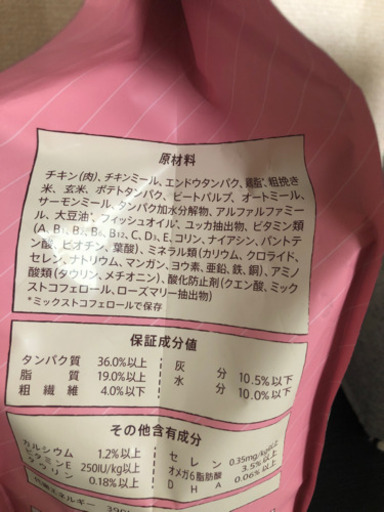 原材料
チキン(肉)、チキンミール、エンドウタンパク、鶏脂*、粗挽き
米、玄米、ポテトタンパク、ビートパルプ、オートミール、
サーモンミール、タンパク加水分解物、アルファルファミー
ル、大豆油*、フィッシュオイル*、ユッカ抽出物、ビタミン類
(A、B1、B2、B6、B12、C、D3、E、コリン、ナイアシン、パントテン
酸、ビオチン、葉酸)、ミネラル類(カリウム、クロライド、
セレン、ナトリウム、マンガン、ヨウ素、亜鉛、鉄、銅)、アミノ
酸類(タウリン、メチオニン)、酸化防止剤(クエン酸、ミック
ストコフェロール、ローズマリー抽出物)
*ミックストコフェロールで保存
保証成分値
タンパク質 36.0%以上 灰 分 10.5%以下
脂 質 19.0%以上 水 分 10.0%以下
粗 繊 維 4.0%以下
その他含有成分
カルシウム 1.2%以上 セ レ ン 0.35mg/kg以上
ビタミンE 250IU/kg以上 オメガ6脂肪酸 3.5%以上
タウリン 0.18%以上 D H A 0.06%以上
エネルギー